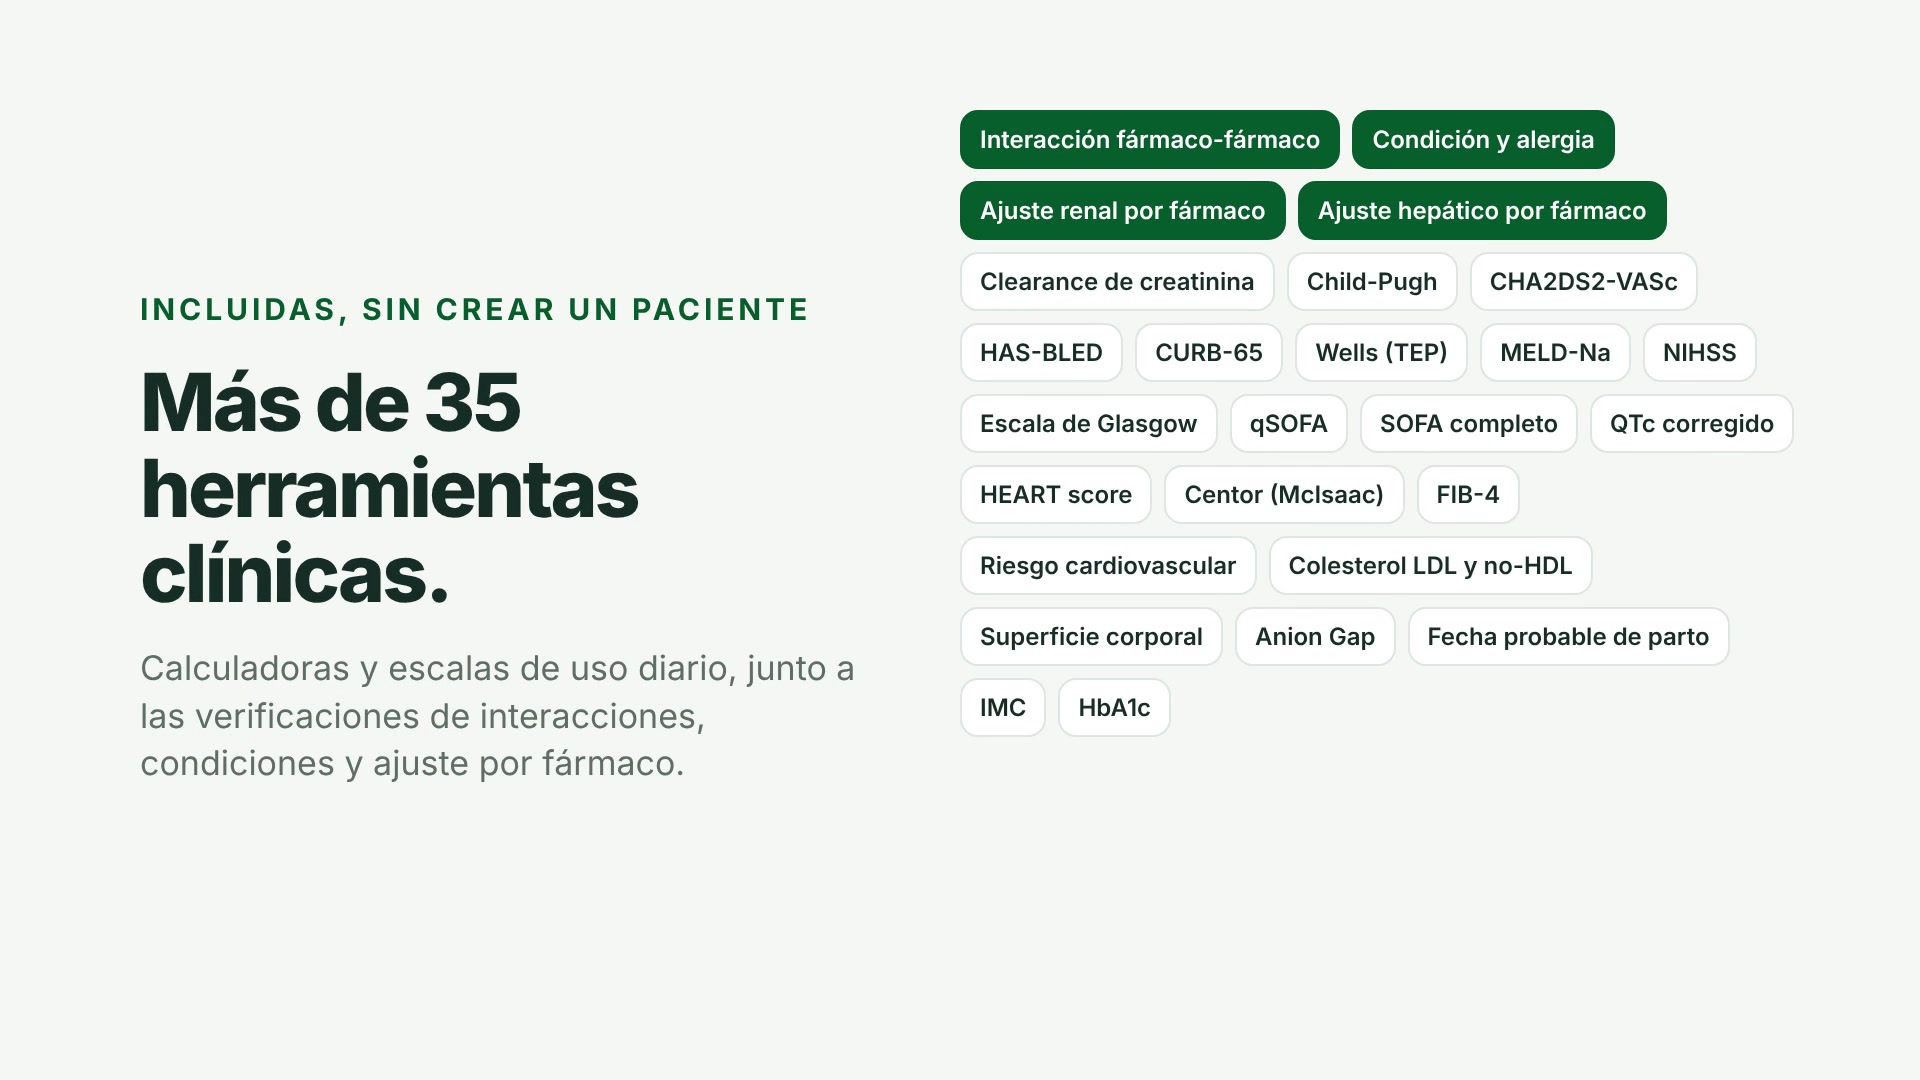 INCLUIDAS, SIN CREAR UN PACIENTE
Más de 35
herramientas
clínicas.
Calculadoras y escalas de uso diario, junto a
las verificaciones de interacciones,
condiciones y ajuste por fármaco.
Interacción fármaco-fármaco Condición y alergia
Ajuste renal por fármaco Ajuste hepático por fármaco
Clearance de creatinina Child-Pugh CHA2DS2-VASc
HAS-BLED CURB-65 Wells (TEP) MELD-Na NIHSS
Escala de Glasgow qSOFA SOFA completo QTc corregido
HEART score Centor (McIsaac) FIB-4
Riesgo cardiovascular Colesterol LDL y no-HDL
Superficie corporal Anion Gap Fecha probable de parto
IMC HbA1c